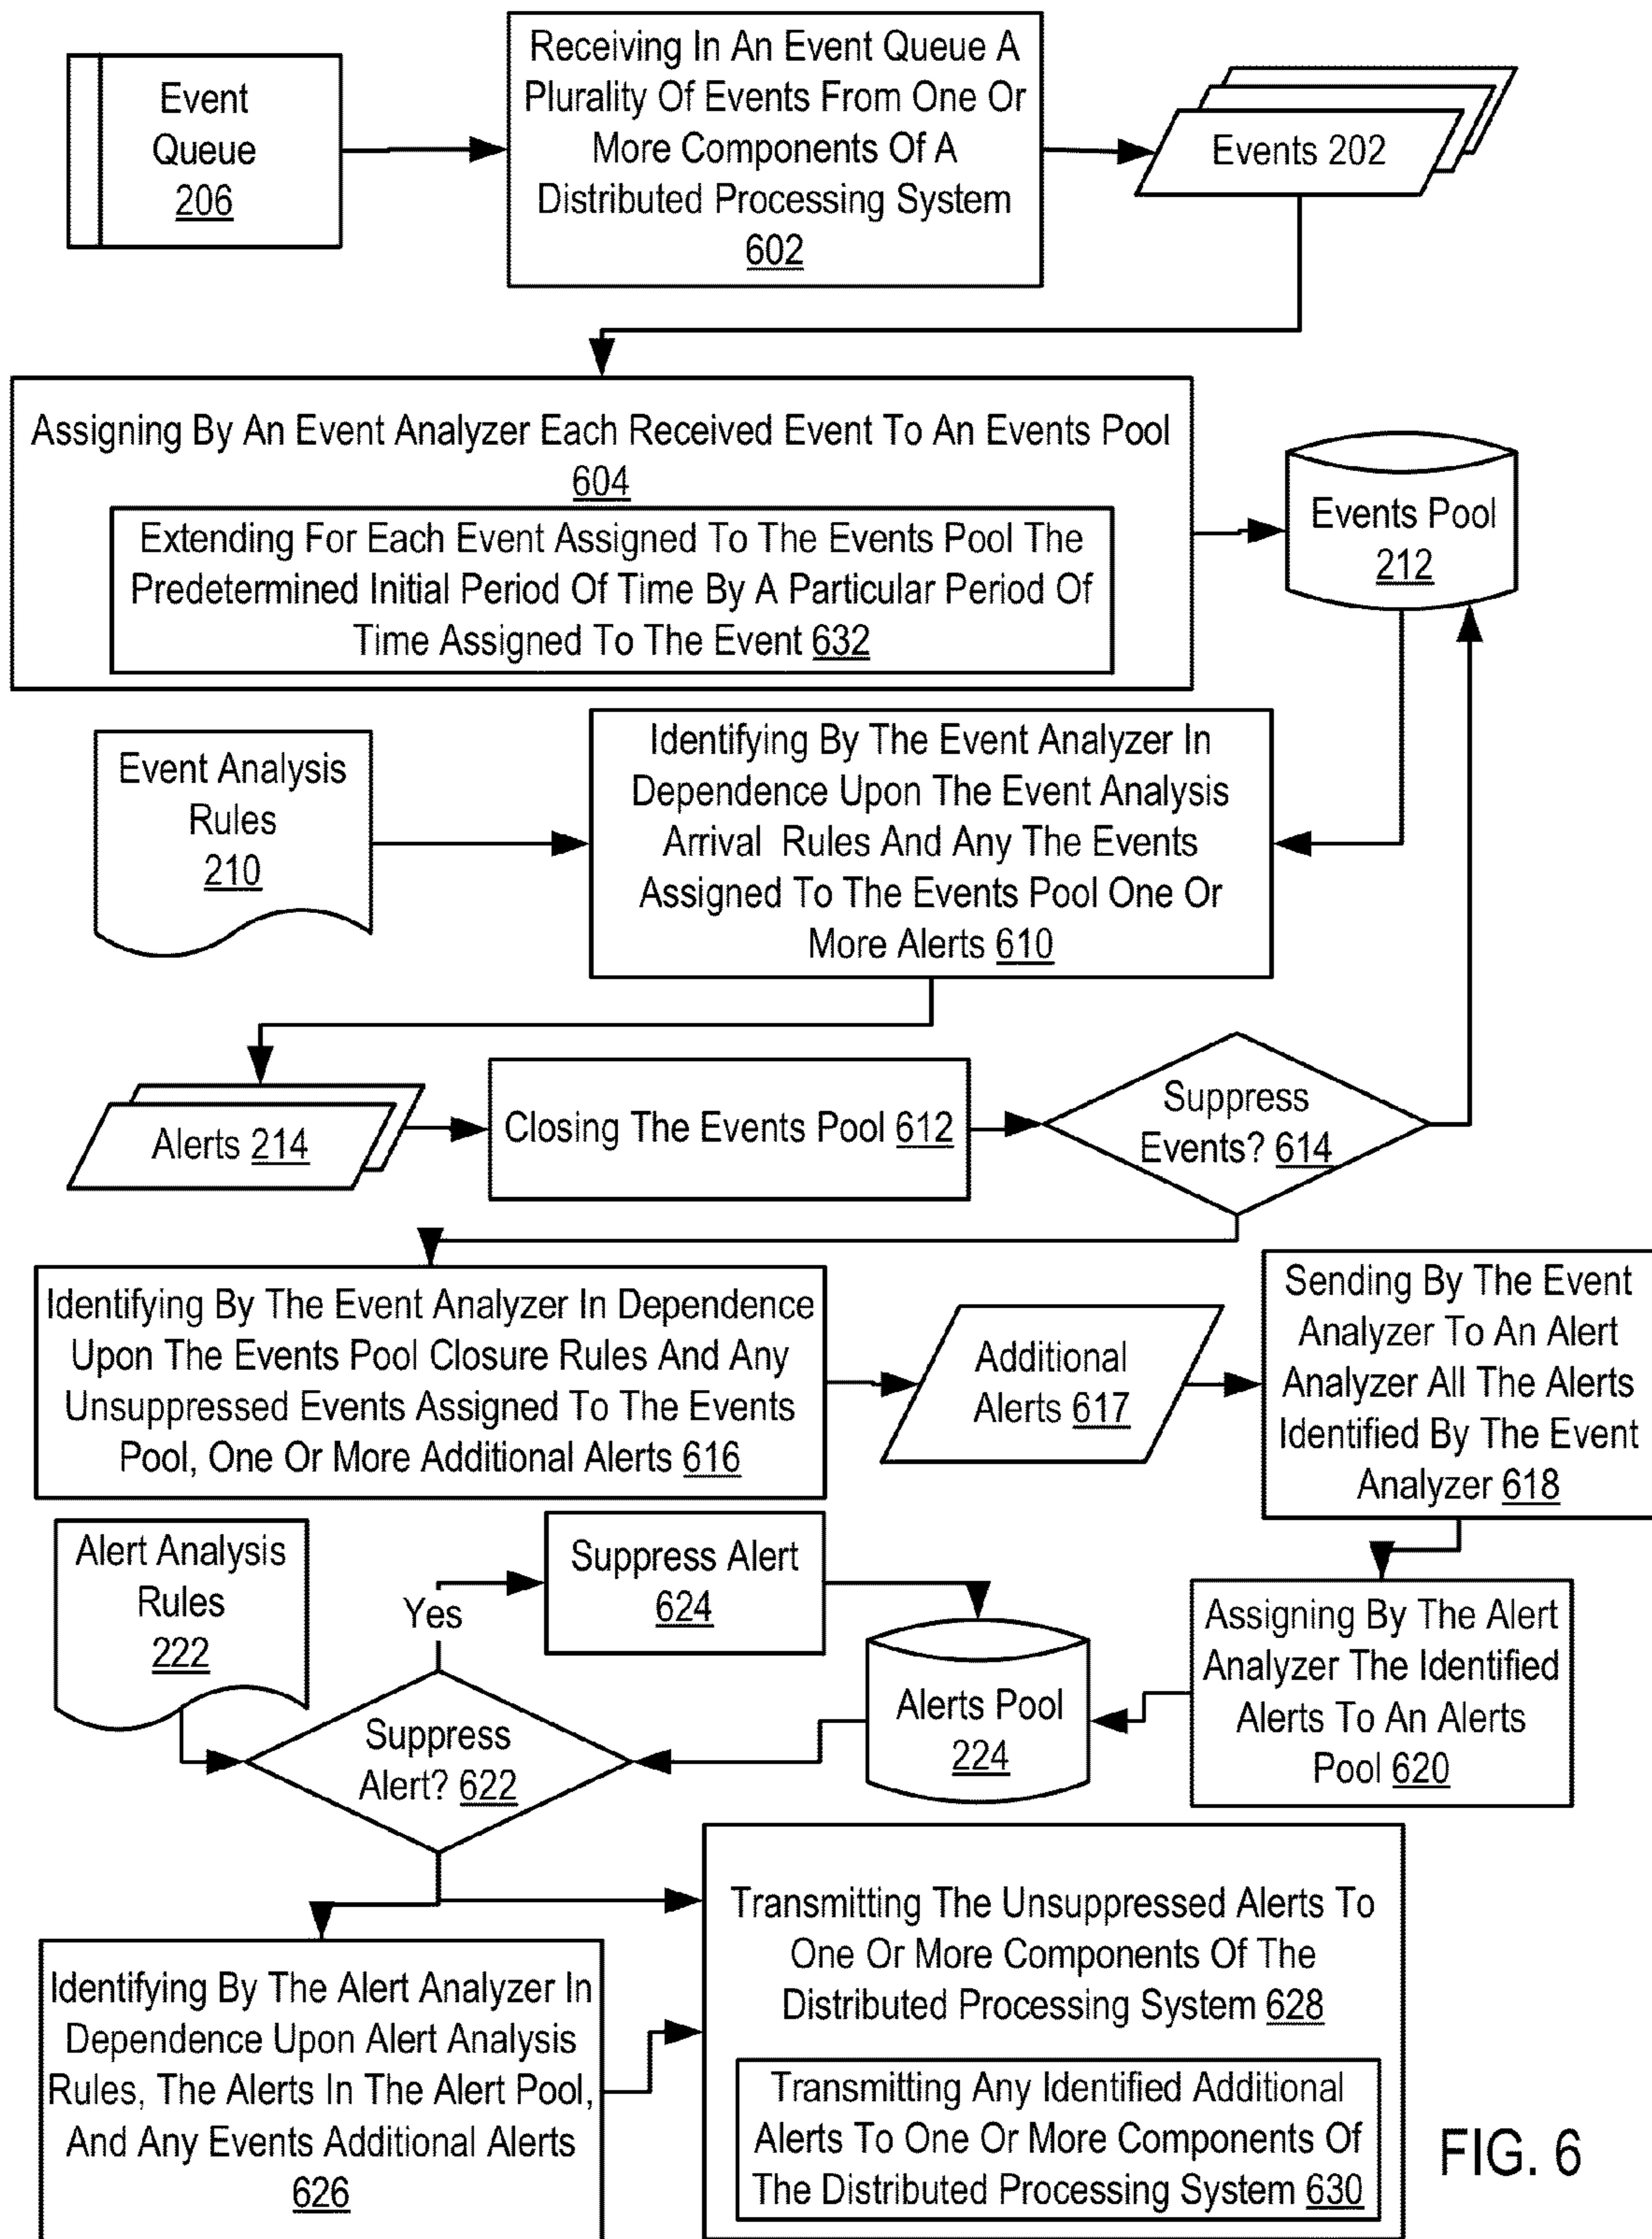 Event
Queue
206
Receiving In An Event Queue A
Plurality Of Events From One Or
More Components Of A
Distributed Processing System
602
Events 202
Assigning By An Event Analyzer Each Received Event To An Events Pool
604
Extending For Each Event Assigned To The Events Pool The
Predetermined Initial Period Of Time By A Particular Period Of
Time Assigned To The Event 632
Events Pool
212
Event Analysis
Rules
210
Identifying By The Event Analyzer In
Dependence Upon The Event Analysis
Arrival Rules And Any The Events
Assigned To The Events Pool One Or
More Alerts 610
Alerts 214
Closing The Events Pool 612
Suppress
Events? 614
Identifying By The Event Analyzer In Dependence
Upon The Events Pool Closure Rules And Any
Unsuppressed Events Assigned To The Events
Pool, One Or More Additional Alerts 616
Additional
Alerts 617
Sending By The Event
Analyzer To An Alert
Analyzer All The Alerts
Identified By The Event
Analyzer 618
Alert Analysis
Rules
222
Yes
Suppress Alert
624
Alerts Pool
224
Assigning By The Alert
Analyzer The Identified
Alerts To An Alerts
Pool 620
Suppress
Alert? 622
Identifying By The Alert Analyzer In
Dependence Upon Alert Analysis
Rules, The Alerts In The Alert Pool,
And Any Events Additional Alerts
626
Transmitting The Unsuppressed Alerts To
One Or More Components Of The
Distributed Processing System 628
Transmitting Any Identified Additional
Alerts To One Or More Components Of
The Distributed Processing System 630
FIG. 6